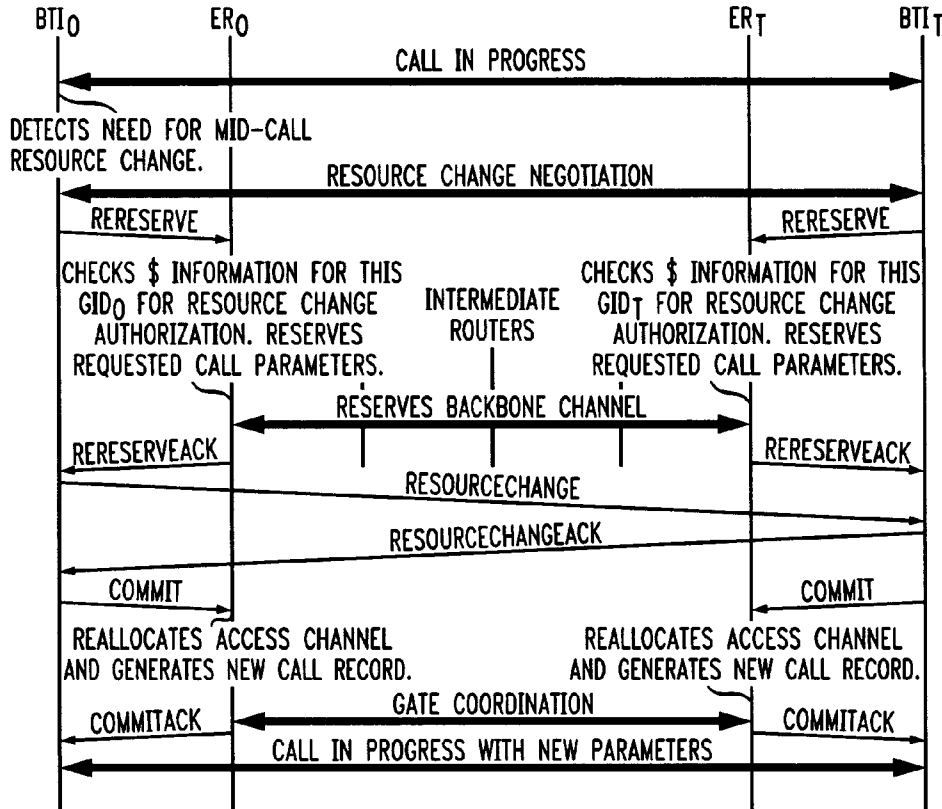 BTIO ERO ERT BTIT
CALL IN PROGRESS
DETECTS NEED FOR MID-CALL
RESOURCE CHANGE.
RESOURCE CHANGE NEGOTIATION
RERESERVE RERESERVE
CHECKS $ INFORMATION FOR THIS
GIDO FOR RESOURCE CHANGE
AUTHORIZATION. RESERVES
REQUESTED CALL PARAMETERS.
INTERMEDIATE
ROUTERS
CHECKS $ INFORMATION FOR THIS
GIDT FOR RESOURCE CHANGE
AUTHORIZATION. RESERVES
REQUESTED CALL PARAMETERS.
RESERVES BACKBONE CHANNEL
RERESERVEACK RERESERVEACK
RESOURCECHANGE
RESOURCECHANGEACK
COMMIT COMMIT
REALLOCATES ACCESS CHANNEL
AND GENERATES NEW CALL RECORD.
REALLOCATES ACCESS CHANNEL
AND GENERATES NEW CALL RECORD.
GATE COORDINATION
COMMITACK COMMITACK
CALL IN PROGRESS WITH NEW PARAMETERS